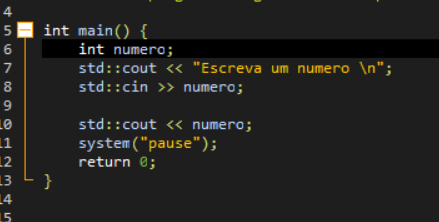 4
5 int main() {
6 int numero;
7 std::cout << "Escreva um numero \n";
8 std::cin >> numero;
9
10 std::cout << numero;
11 system("pause");
12 return 0;
13 }
14
15